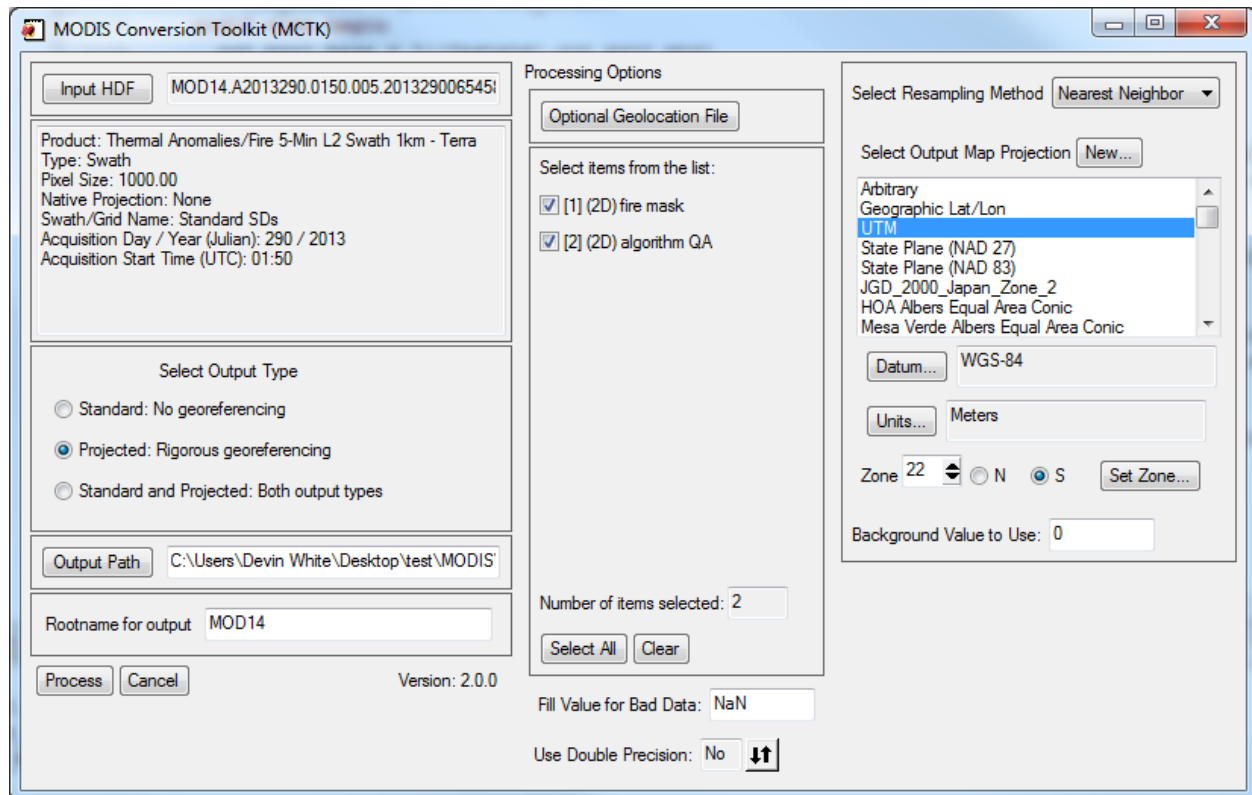 MODIS Conversion Toolkit (MCTK)
Input HDF MOD14.A2013290.0150.005.2013290065458
Product: Thermal Anomalies/Fire 5-Min L2 Swath 1km - Terra
Type: Swath
Pixel Size: 1000.00
Native Projection: None
Swath/Grid Name: Standard SDs
Acquisition Day / Year (Julian): 290 / 2013
Acquisition Start Time (UTC): 01:50
Select Output Type
Standard: No georeferencing
Projected: Rigorous georeferencing
Standard and Projected: Both output types
Output Path C:\Users\Devin White\Desktop\test\MODIS
Rootname for output MOD14
Process Cancel Version: 2.0.0
Processing Options
Optional Geolocation File
Select items from the list:
[1] (2D) fire mask
[2] (2D) algorithm QA
Number of items selected: 2
Select All Clear
Fill Value for Bad Data: NaN
Use Double Precision: No
Select Resampling Method Nearest Neighbor
Select Output Map Projection New...
Arbitrary
Geographic Lat/Lon
UTM
State Plane (NAD 27)
State Plane (NAD 83)
JGD_2000_Japan_Zone_2
HOA Albers Equal Area Conic
Mesa Verde Albers Equal Area Conic
Datum... WGS-84
Units... Meters
Zone 22 N S Set Zone...
Background Value to Use: 0